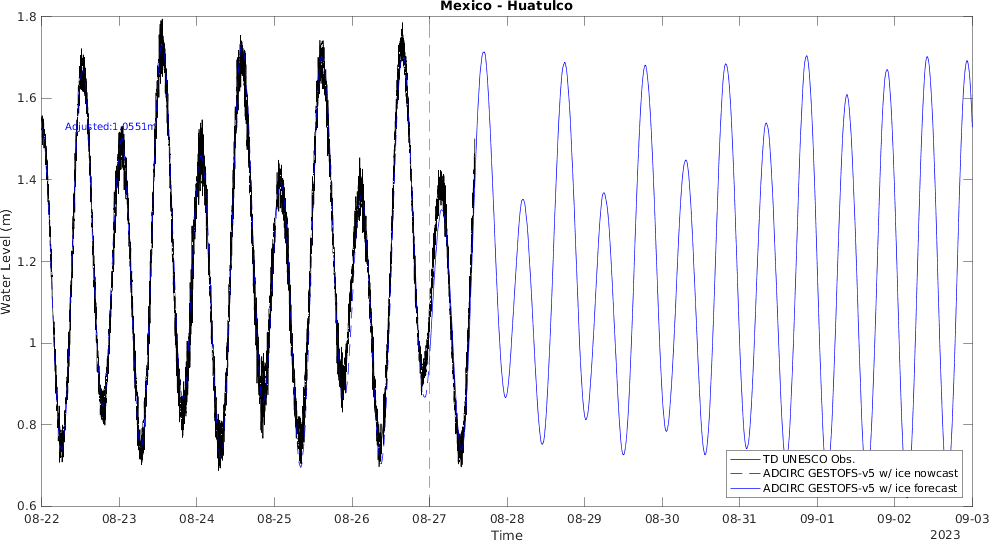 Mexico - Huatulco
1.8
1.6
1.4
1.2
1
0.8
0.6
Water Level (m)
Adjusted:1.0551m
TD UNESCO Obs.
ADCIRC GESTOFS-v5 w/ ice nowcast
ADCIRC GESTOFS-v5 w/ ice forecast
08-22 08-23 08-24 08-25 08-26 08-27 08-28 08-29 08-30 08-31 09-01 09-02 09-03
Time
2023